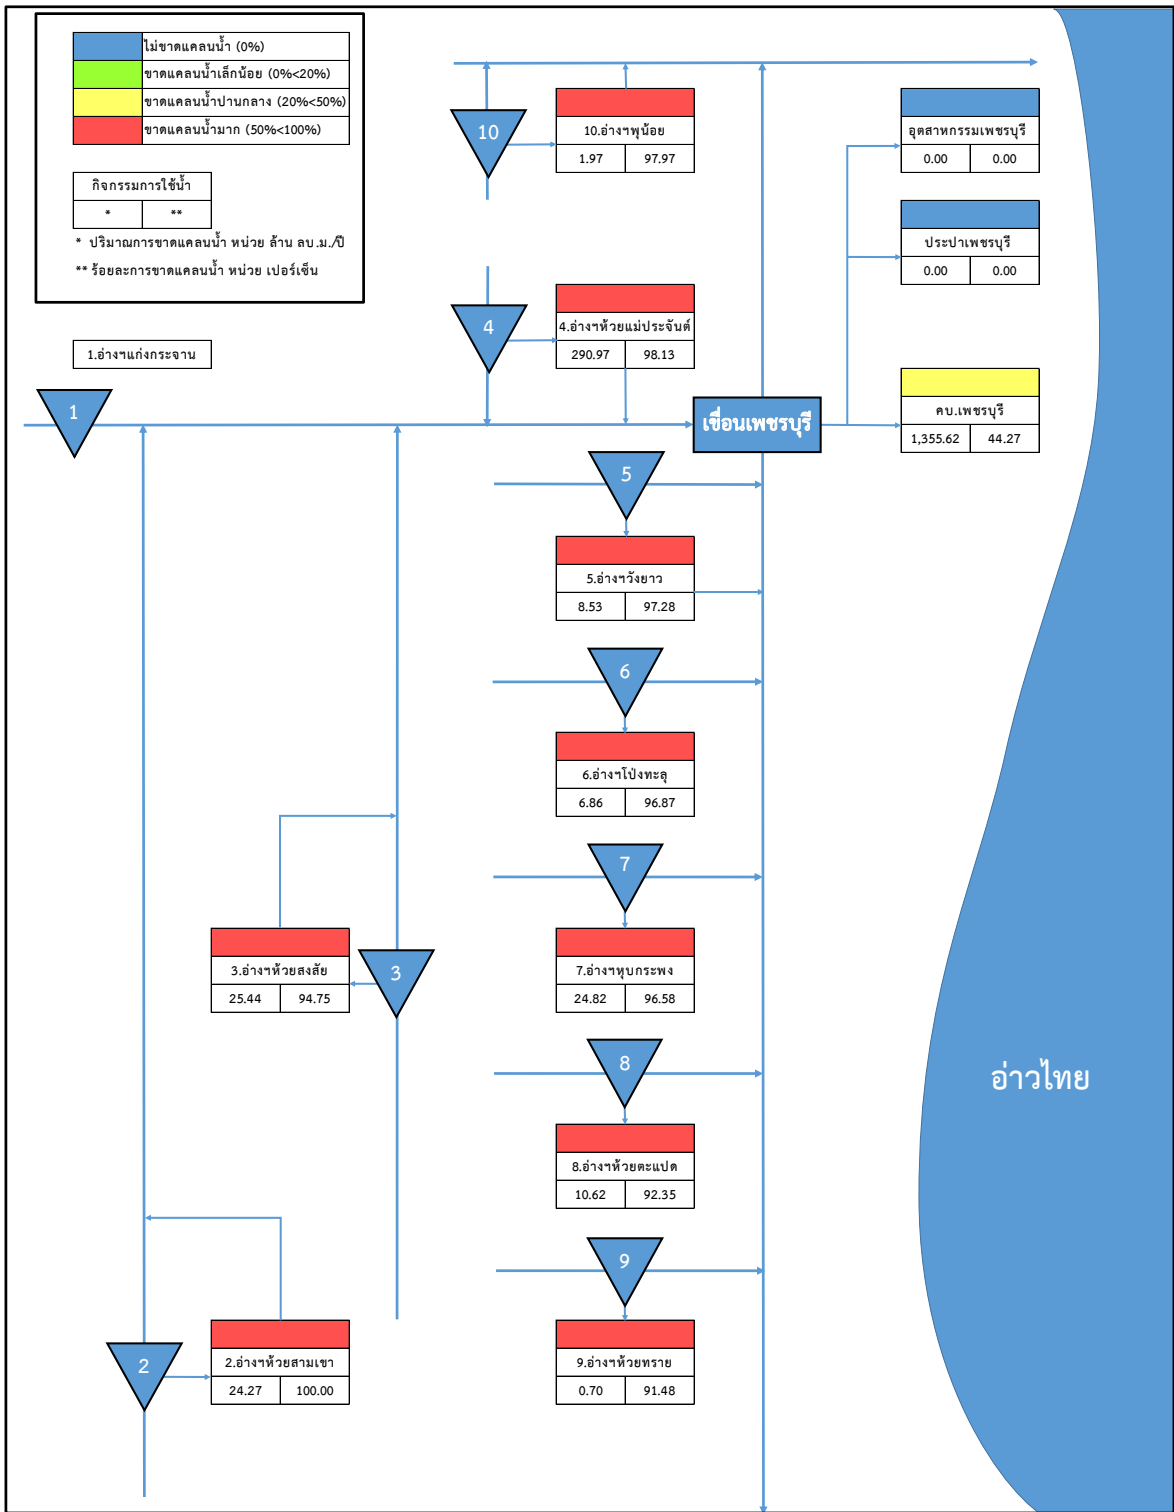 ไม่ขาดแคลนน้ำ (0%)
ขาดแคลนน้ำเล็กน้อย (0%<20%)
ขาดแคลนน้ำปานกลาง (20%<50%)
ขาดแคลนน้ำมาก (50%<100%)
กิจกรรมการใช้น้ำ
* **
* ปริมาณการขาดแคลนน้ำ หน่วย ล้าน ลบ.ม./ปี
** ร้อยละการขาดแคลนน้ำ หน่วย เปอร์เซ็น
10
10.อ่างฯพุน้อย
1.97 97.97
อุตสาหกรรมเพชรบุรี
0.00 0.00
ประปาเพชรบุรี
0.00 0.00
4
4.อ่างฯห้วยแม่ประจันต์
290.97 98.13
1.อ่างฯแก่งกระจาน
1
เขื่อนเพชรบุรี
คบ.เพชรบุรี
1,355.62 44.27
5
5.อ่างฯวังยาว
8.53 97.28
6
6.อ่างฯโป่งทะลุ
6.86 96.87
7
7.อ่างฯหุบกระพง
24.82 96.58
3.อ่างฯห้วยสงสัย
25.44 94.75
3
8
8.อ่างฯห้วยตะแปด
10.62 92.35
อ่าวไทย
9
9.อ่างฯห้วยทราย
0.70 91.48
2
2.อ่างฯห้วยสามเขา
24.27 100.00